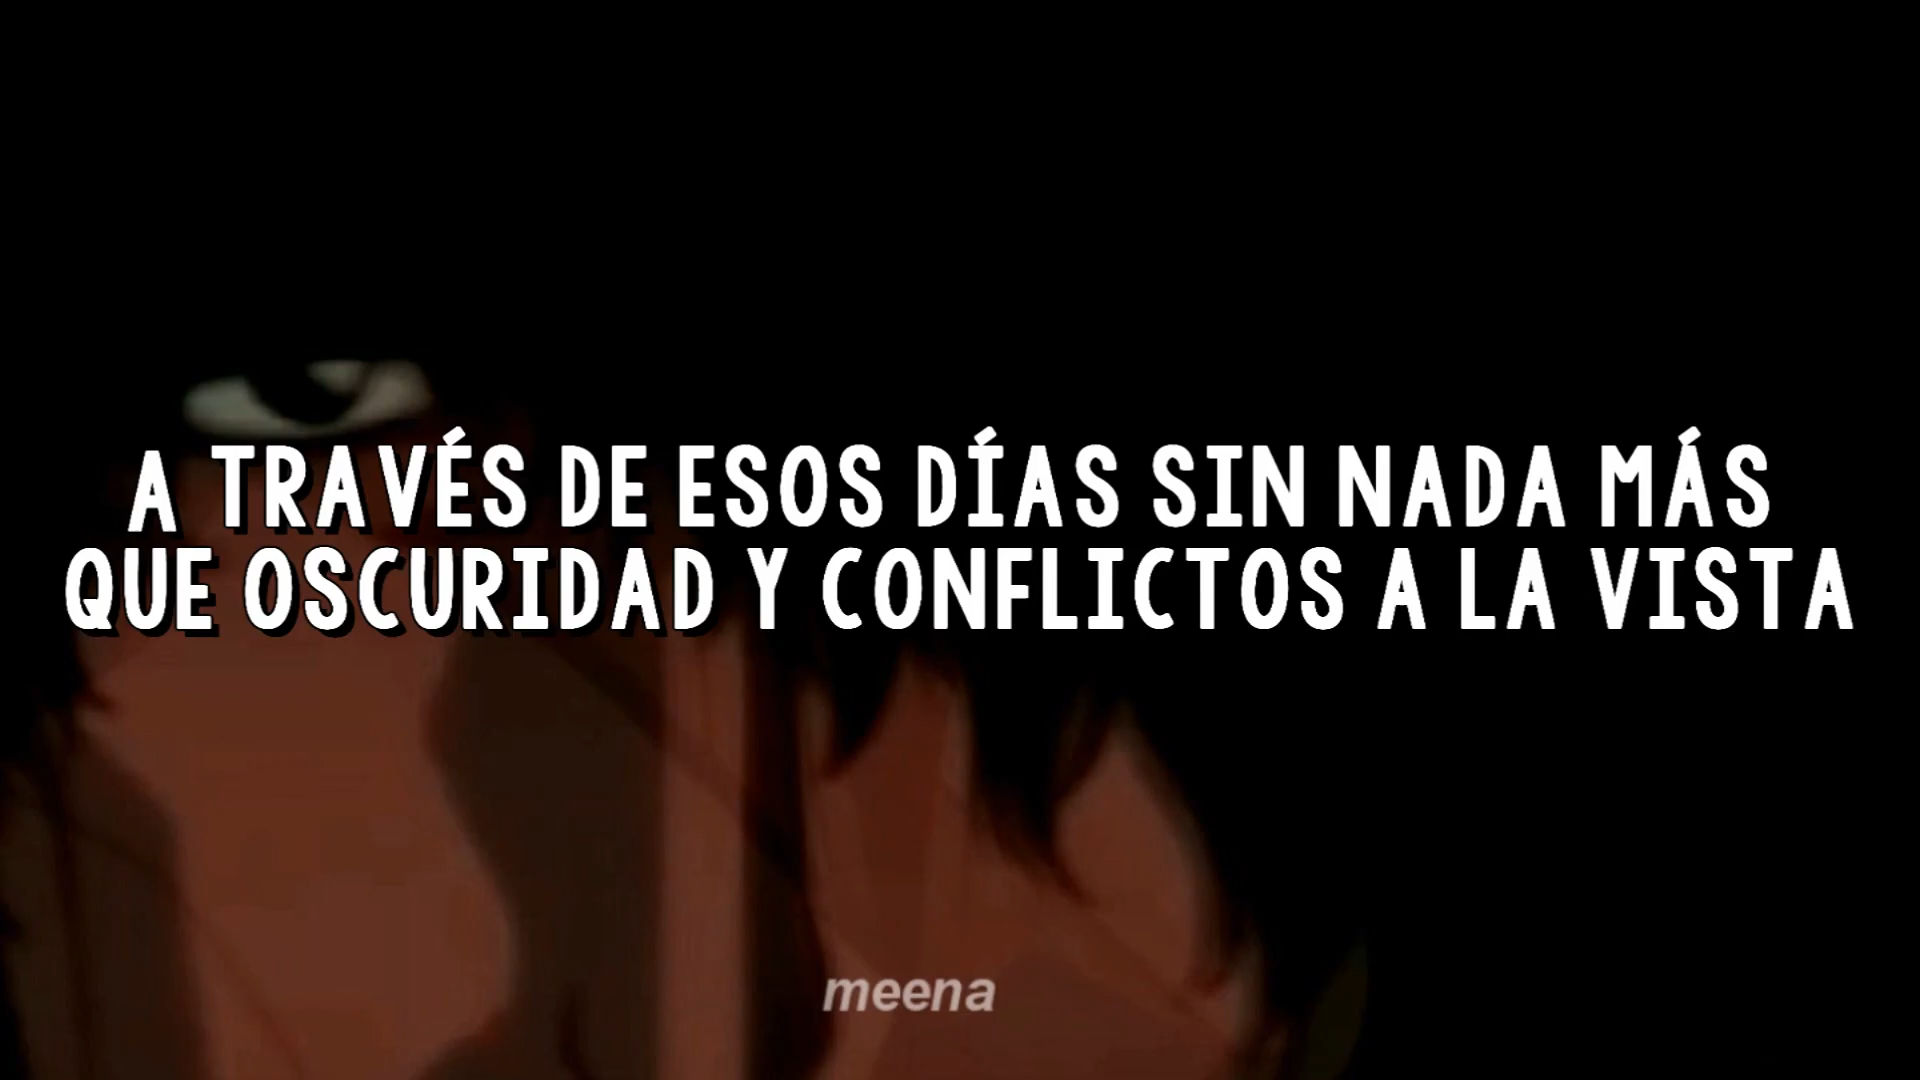 A TRAVÉS DE ESOS DÍAS SIN NADA MÁS
QUE OSCURIDAD Y CONFLICTOS A LA VISTA
meena